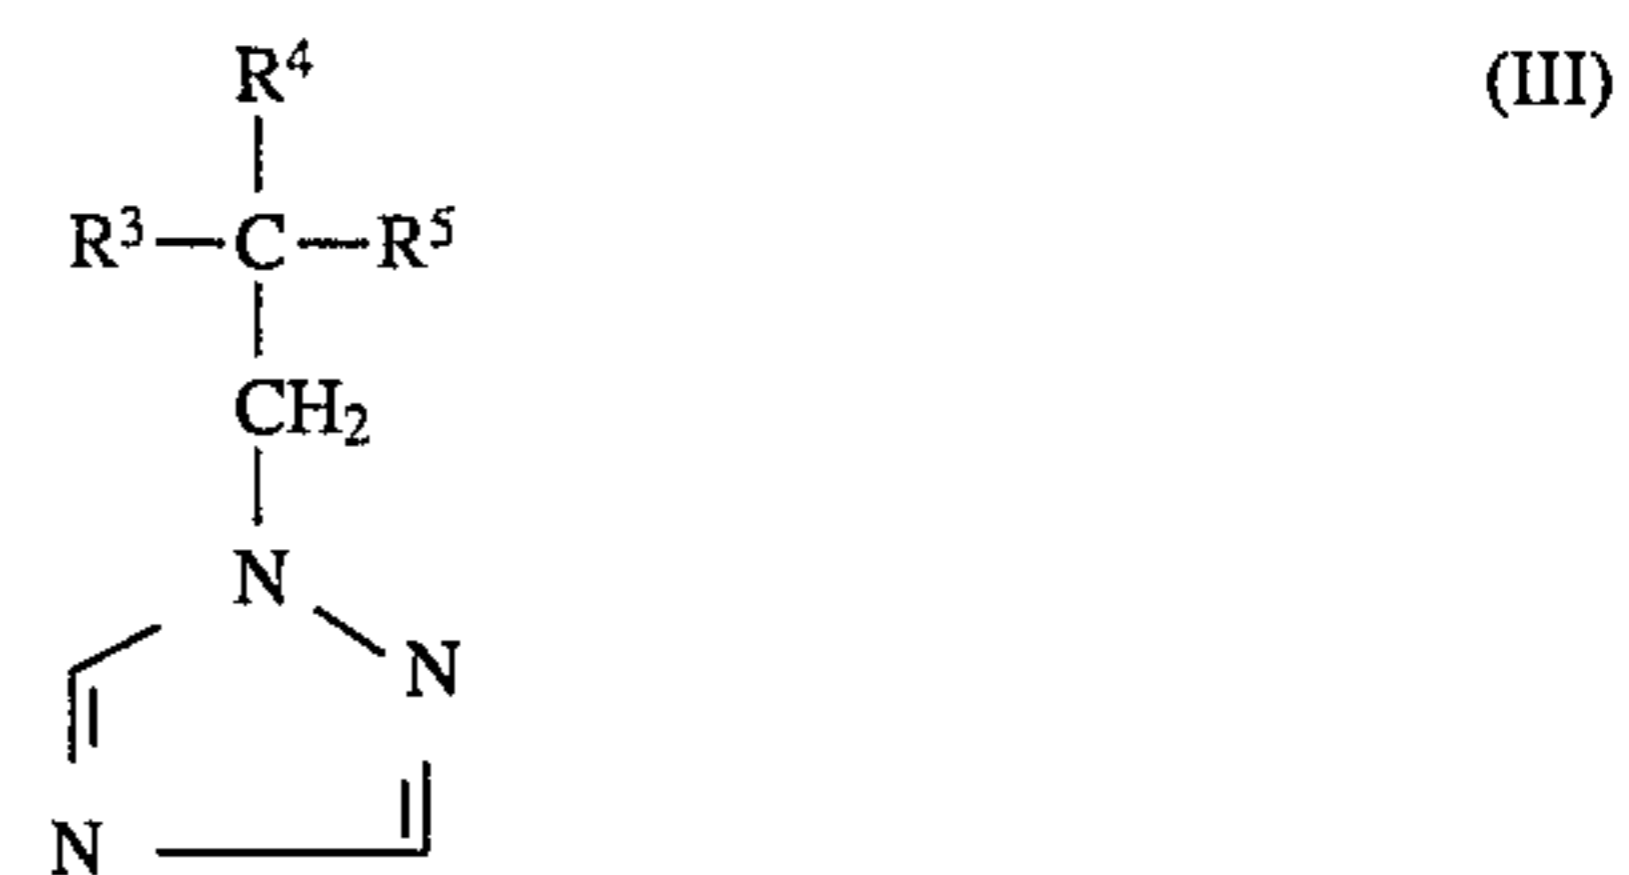 R⁴ (III)
R³—C—R⁵
CH₂
N
N
N